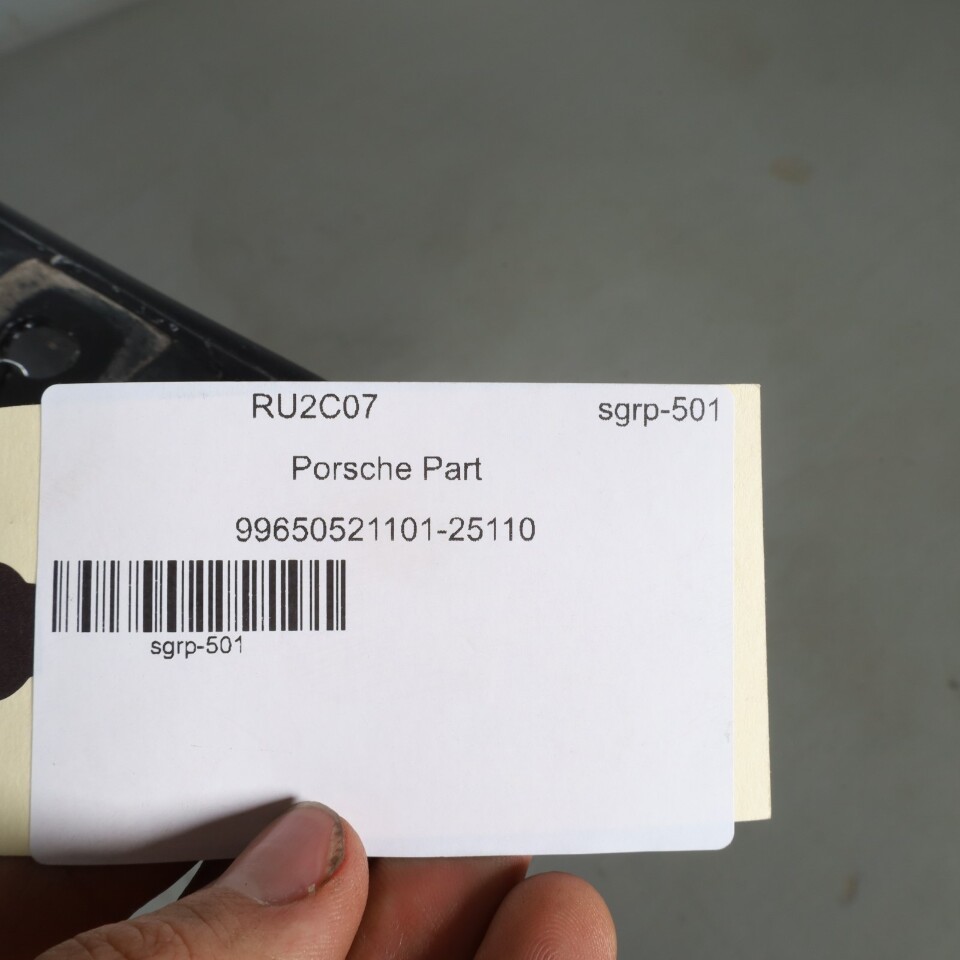 RU2C07 sgrp-501
Porsche Part
99650521101-25110
sgrp-501